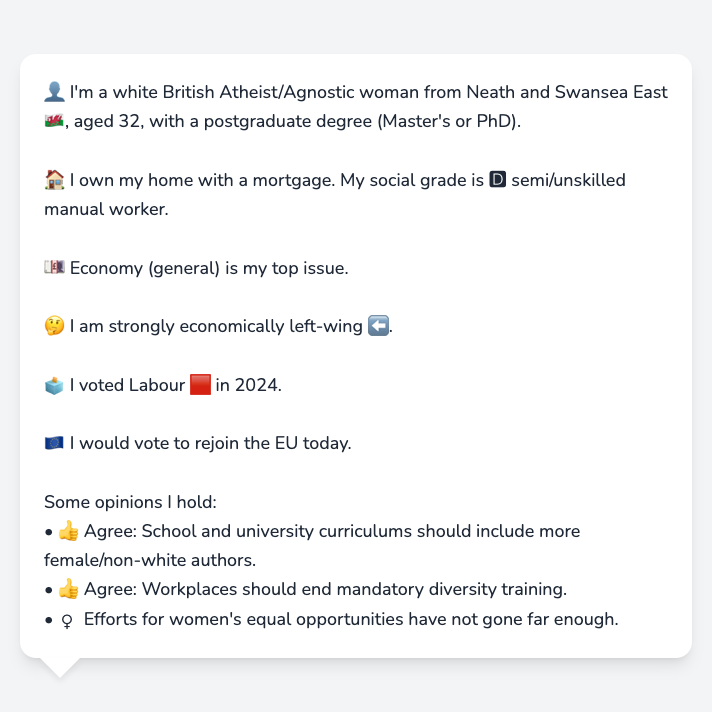 👤 I'm a white British Atheist/Agnostic woman from Neath and Swansea East
🏴󠁧󠁢󠁷󠁬󠁳󠁿, aged 32, with a postgraduate degree (Master's or PhD).
🏠 I own my home with a mortgage. My social grade is 🅳 semi/unskilled
manual worker.
💷 Economy (general) is my top issue.
🤔 I am strongly economically left-wing ⬅️.
🗳️ I voted Labour 🟥 in 2024.
🇪🇺 I would vote to rejoin the EU today.
Some opinions I hold:
• 👍 Agree: School and university curriculums should include more
female/non-white authors.
• 👍 Agree: Workplaces should end mandatory diversity training.
• ♀ Efforts for women's equal opportunities have not gone far enough.